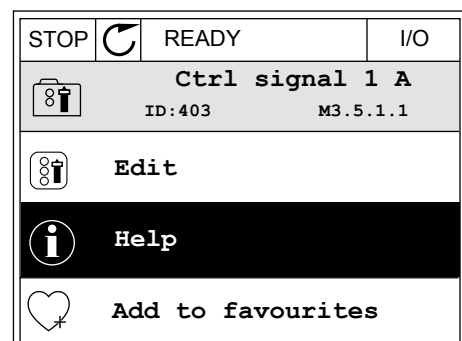 STOP READY I/O
Ctrl signal 1 A
ID:403 M3.5.1.1
Edit
Help
Add to favourites